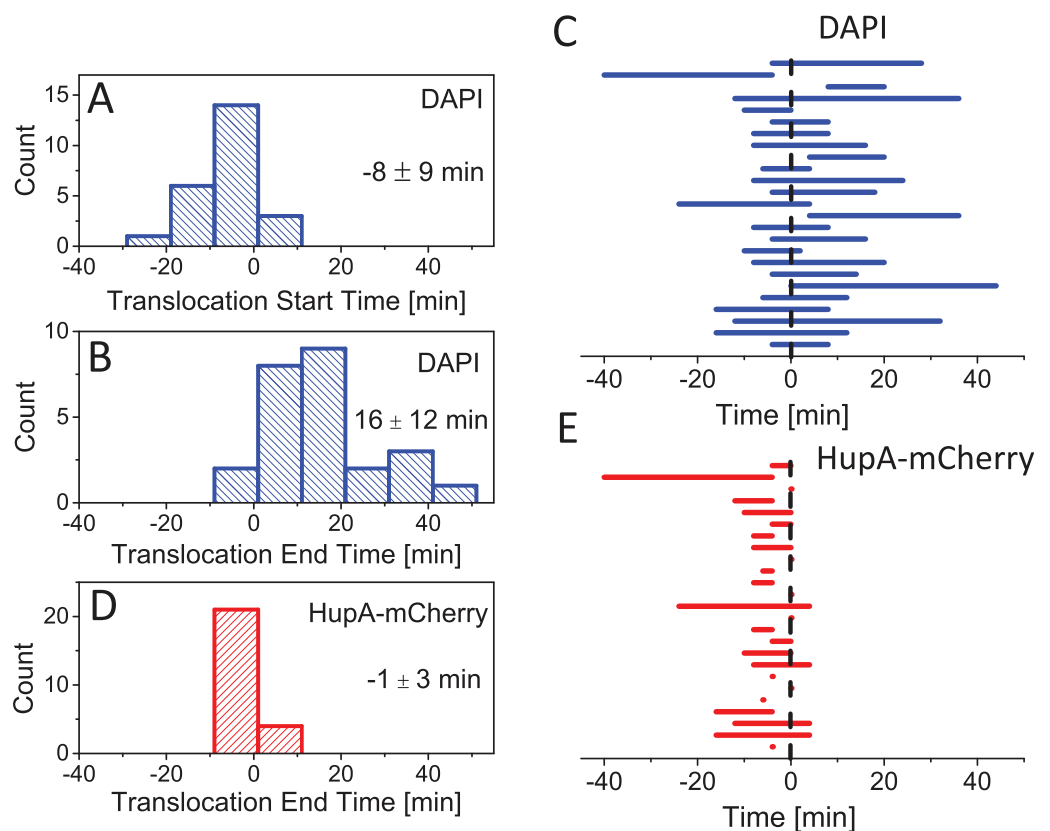 A
DAPI
-8 ± 9 min
Count
15
10
5
0
-40 -20 0 20 40
Translocation Start Time [min]
B
DAPI
16 ± 12 min
Count
10
5
0
-40 -20 0 20 40
Translocation End Time [min]
D
HupA-mCherry
-1 ± 3 min
Count
20
10
0
-40 -20 0 20 40
Translocation End Time [min]
C
DAPI
-40 -20 0 20 40
Time [min]
E
HupA-mCherry
-40 -20 0 20 40
Time [min]